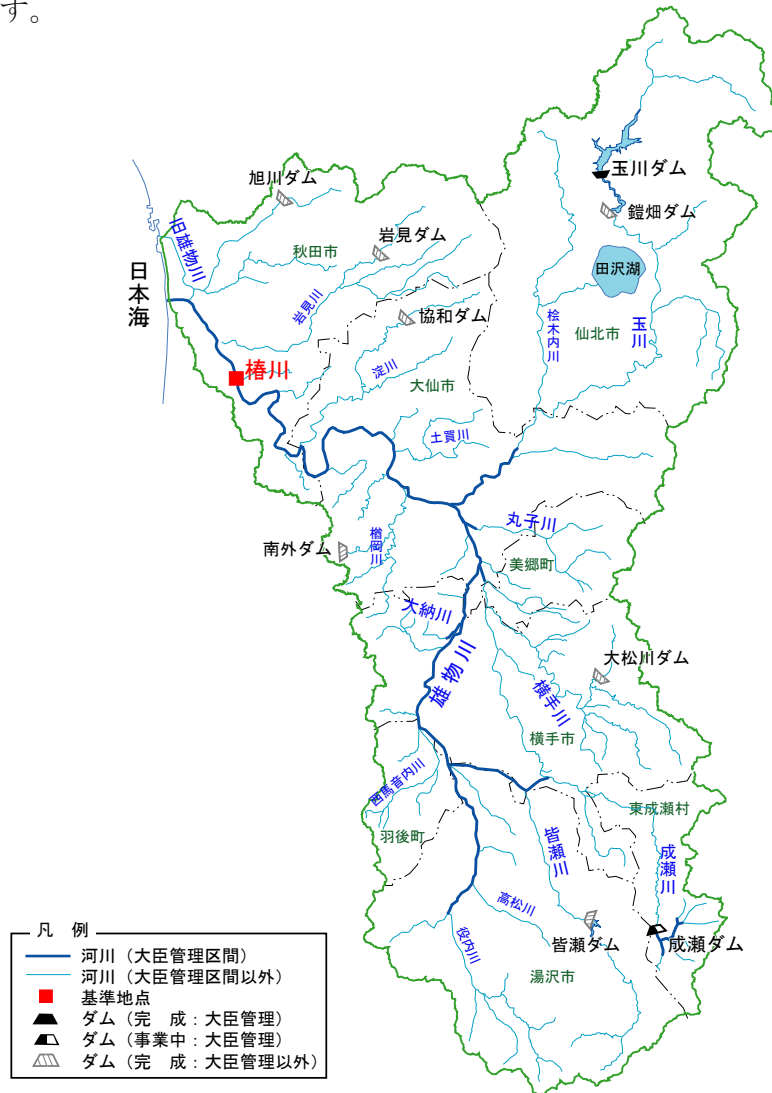 す。
玉川ダム
旭川ダム
鎧畑ダム
旧雄物川
岩見ダム
秋田市
日本海
田沢湖
岩見川
協和ダム
桧木内川
玉川
仙北市
椿川
淀川
大仙市
土買川
丸子川
南外ダム
楢岡川
美郷町
大納川
雄物川
大松川ダム
横手川
横手市
西馬音内川
東成瀬村
羽後町
皆瀬川
成瀬川
高松川
役内川
皆瀬ダム
成瀬ダム
湯沢市
凡 例
河川（大臣管理区間）
河川（大臣管理区間以外）
基準地点
ダム（完 成：大臣管理）
ダム（事業中：大臣管理）
ダム（完 成：大臣管理以外）